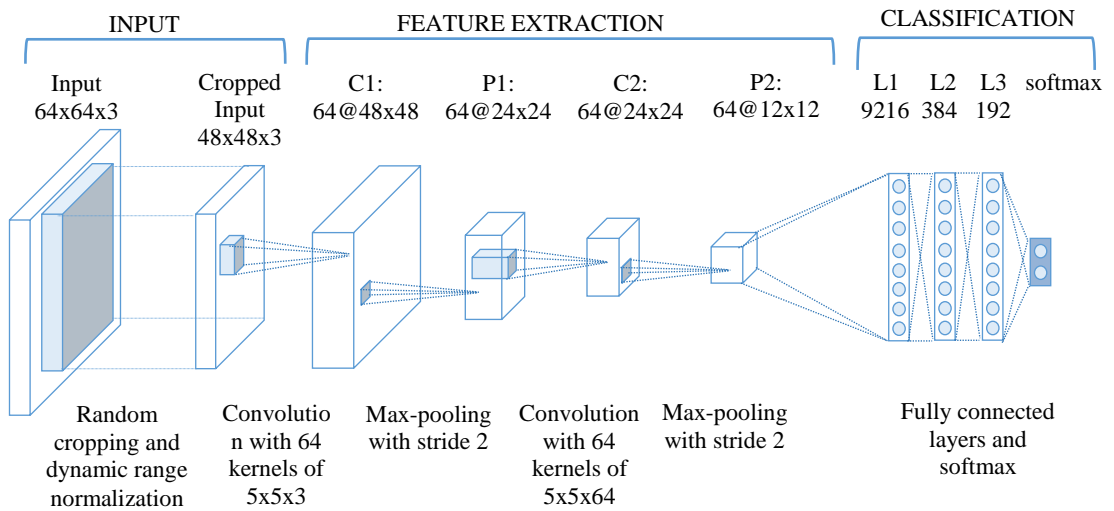 INPUT
FEATURE EXTRACTION
CLASSIFICATION
Input
64x64x3
Cropped
Input
48x48x3
C1:
64@48x48
P1:
64@24x24
C2:
64@24x24
P2:
64@12x12
L1
9216
L2
384
L3
192
softmax
Random
cropping and
dynamic range
normalization
Convolutio
n with 64
kernels of
5x5x3
Max-pooling
with stride 2
Convolution
with 64
kernels of
5x5x64
Max-pooling
with stride 2
Fully connected
layers and
softmax